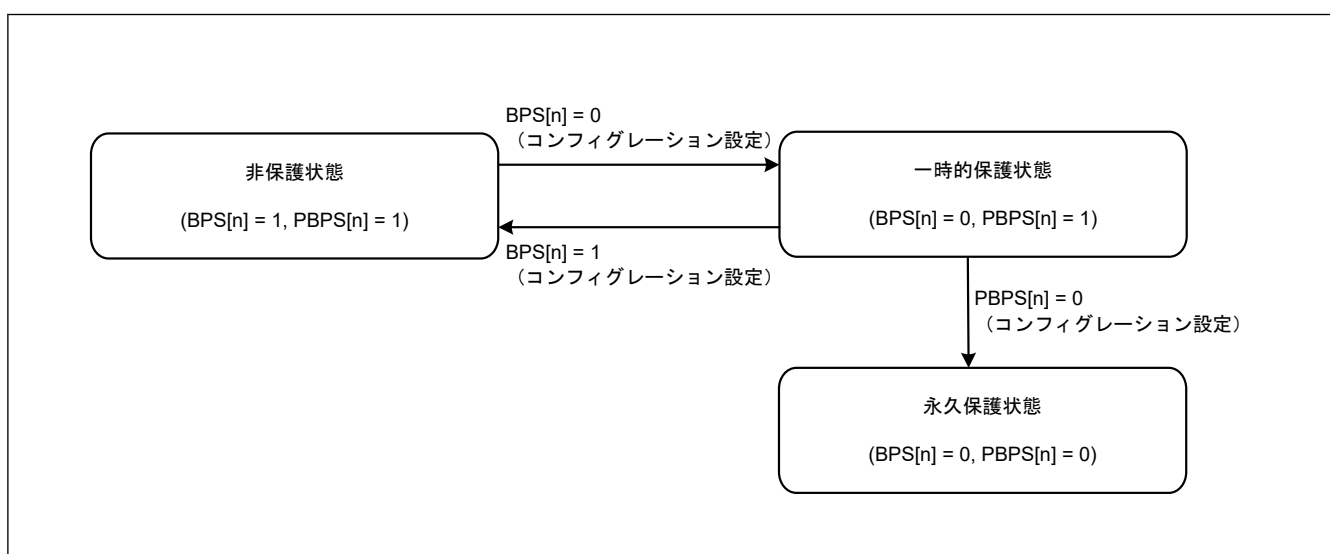 BPS[n] = 0
（コンフィグレーション設定）
非保護状態
(BPS[n] = 1, PBPS[n] = 1)
一時的保護状態
(BPS[n] = 0, PBPS[n] = 1)
BPS[n] = 1
（コンフィグレーション設定）
PBPS[n] = 0
（コンフィグレーション設定）
永久保護状態
(BPS[n] = 0, PBPS[n] = 0)